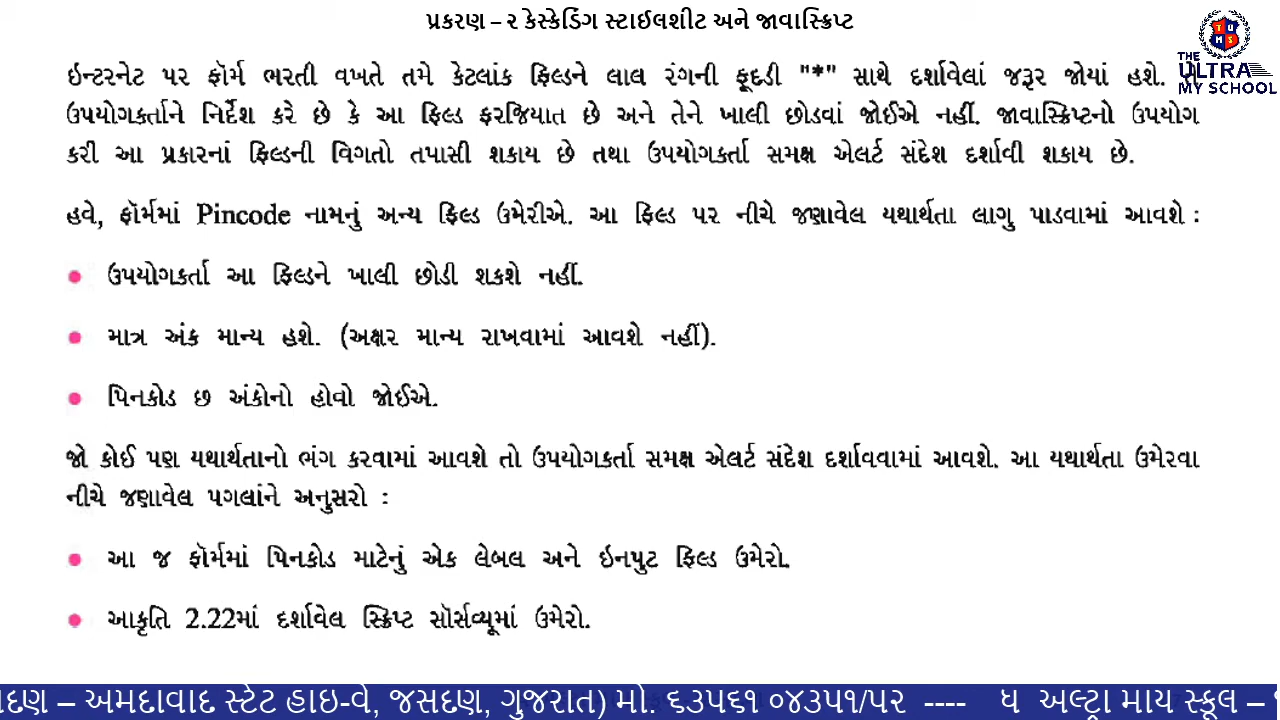 પ્રકરણ – ૨ કેસ્કેડિંગ સ્ટાઈલશીટ અને જાવાસ્ક્રિપ્ટ
TUMS
THE
ULTRA
MY SCHOOL
ઇન્ટરનેટ પર ફૉર્મ ભરતી વખતે તમે કેટલાંક ફિલ્ડને લાલ રંગની ફૂદડી "*" સાથે દર્શાવેલાં જરૂર જોયાં હશે.
ઉપયોગકર્તાને નિર્દેશ કરે છે કે આ ફિલ્ડ ફરજિયાત છે અને તેને ખાલી છોડવાં જોઈએ નહીં. જાવાસ્ક્રિપ્ટનો ઉપયોગ
કરી આ પ્રકારનાં ફિલ્ડની વિગતો તપાસી શકાય છે તથા ઉપયોગકર્તા સમક્ષ એલર્ટ સંદેશ દર્શાવી શકાય છે.
હવે, ફૉર્મમાં Pincode નામનું અન્ય ફિલ્ડ ઉમેરીએ. આ ફિલ્ડ પર નીચે જણાવેલ યથાર્થતા લાગુ પાડવામાં આવશે :
• ઉપયોગકર્તા આ ફિલ્ડને ખાલી છોડી શકશે નહીં.
• માત્ર અંક માન્ય હશે. (અક્ષર માન્ય રાખવામાં આવશે નહીં).
• પિનકોડ છ અંકોનો હોવો જોઈએ.
જો કોઈ પણ યથાર્થતાનો ભંગ કરવામાં આવશે તો ઉપયોગકર્તા સમક્ષ એલર્ટ સંદેશ દર્શાવવામાં આવશે. આ યથાર્થતા ઉમેરવા
નીચે જણાવેલ પગલાંને અનુસરો :
• આ જ ફૉર્મમાં પિનકોડ માટેનું એક લેબલ અને ઇનપુટ ફિલ્ડ ઉમેરો.
• આકૃતિ 2.22માં દર્શાવેલ સ્ક્રિપ્ટ સૉર્સવ્યૂમાં ઉમેરો.
સદણ – અમદાવાદ સ્ટેટ હાઇ-વે, જસદણ, ગુજરાત) મો. ૬૩૫૬૧ ૦૪૩૫૧/૫૨ ---- ધ અલ્ટ્રા માય સ્કૂલ –